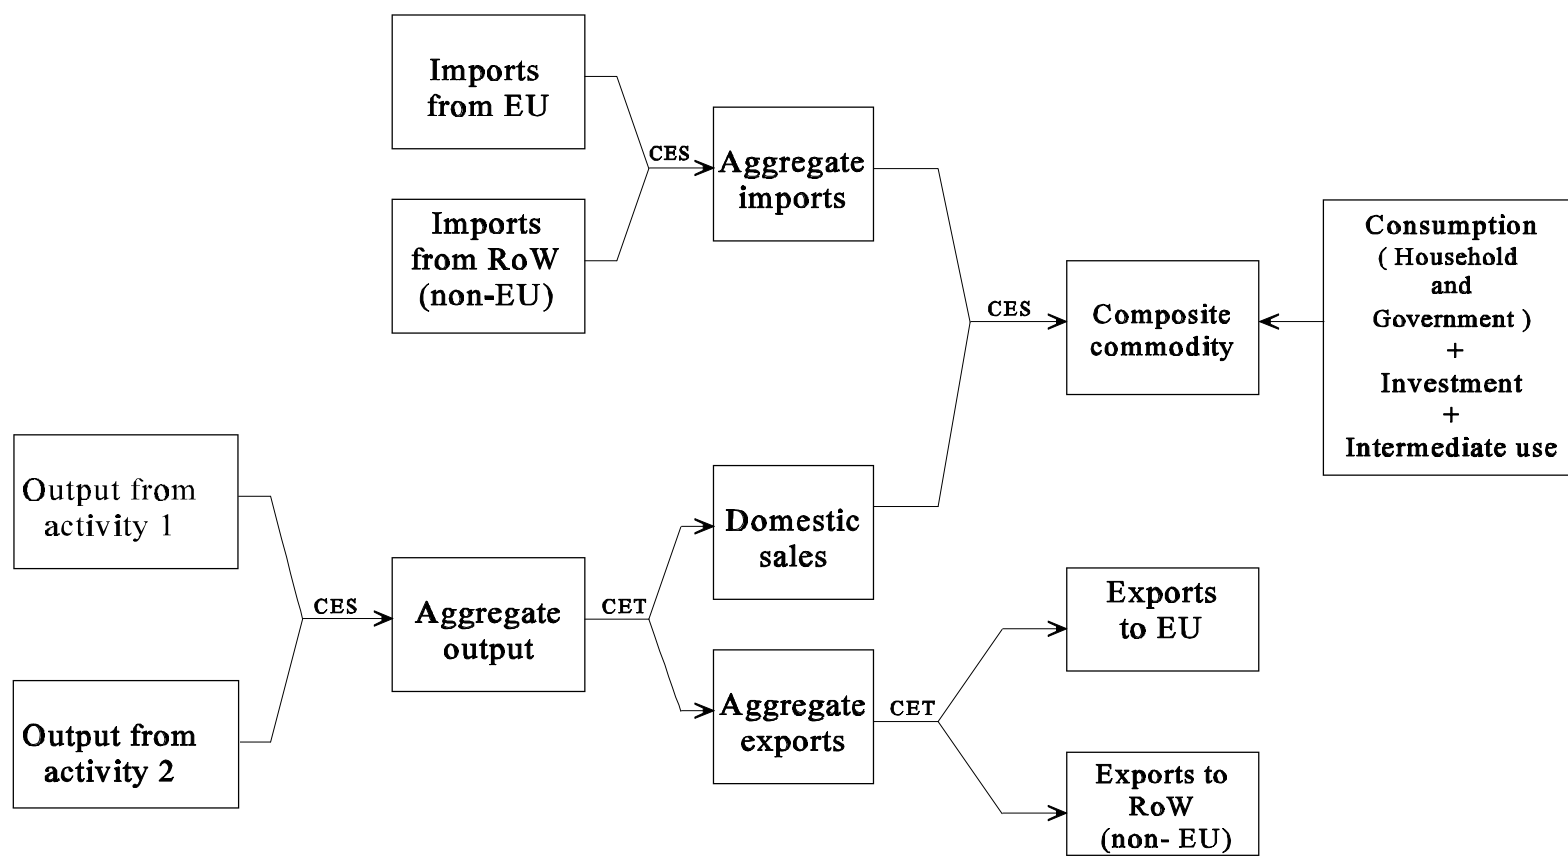 Imports
from EU
CES
Imports
from RoW
(non-EU)
Aggregate
imports
CES
Composite
commodity
Consumption
( Household
and
Government )
+
Investment
+
Intermediate use
Output from
activity 1
Output from
activity 2
CES
Aggregate
output
CET
Domestic
sales
Aggregate
exports
CET
Exports
to EU
Exports to
RoW
(non- EU)